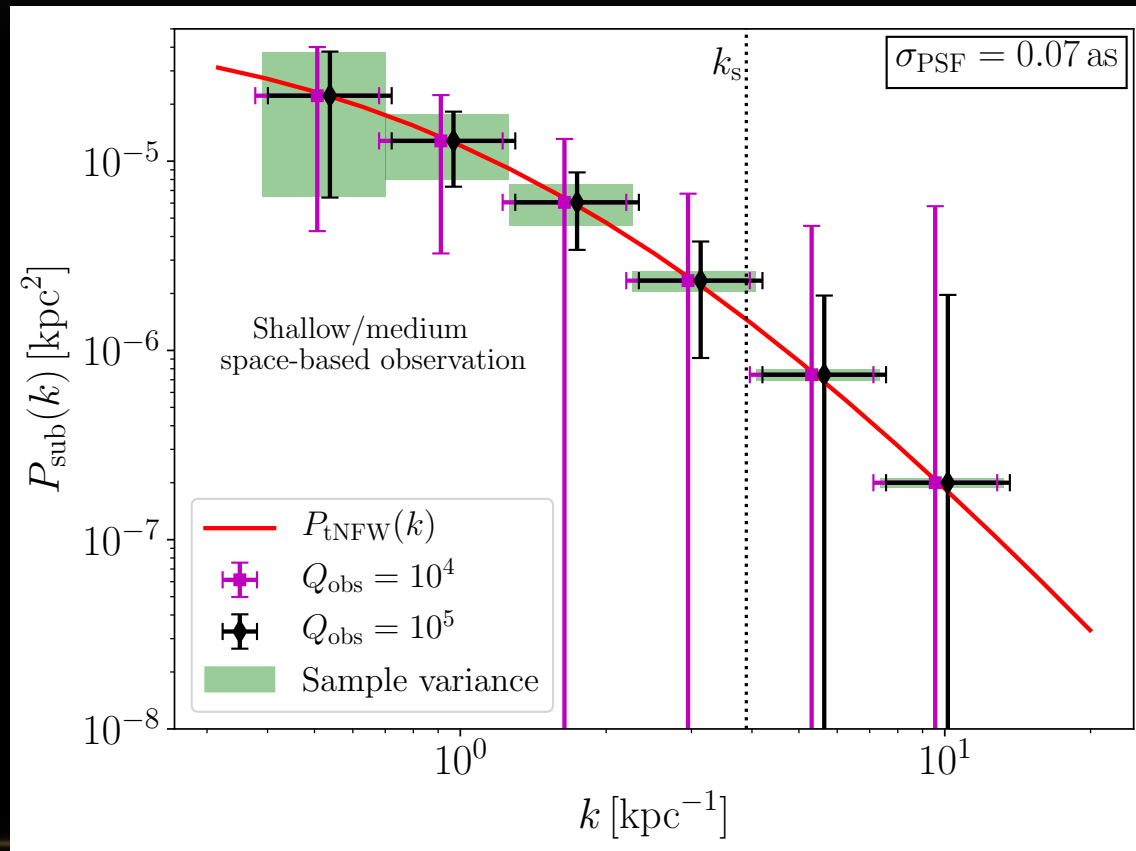 σ_PSF = 0.07 as
k_s
10^-5
10^-6
10^-7
10^-8
P_sub(k) [kpc^2]
Shallow/medium
space-based observation
P_tNFW(k)
Q_obs = 10^4
Q_obs = 10^5
Sample variance
10^0
10^1
k [kpc^-1]